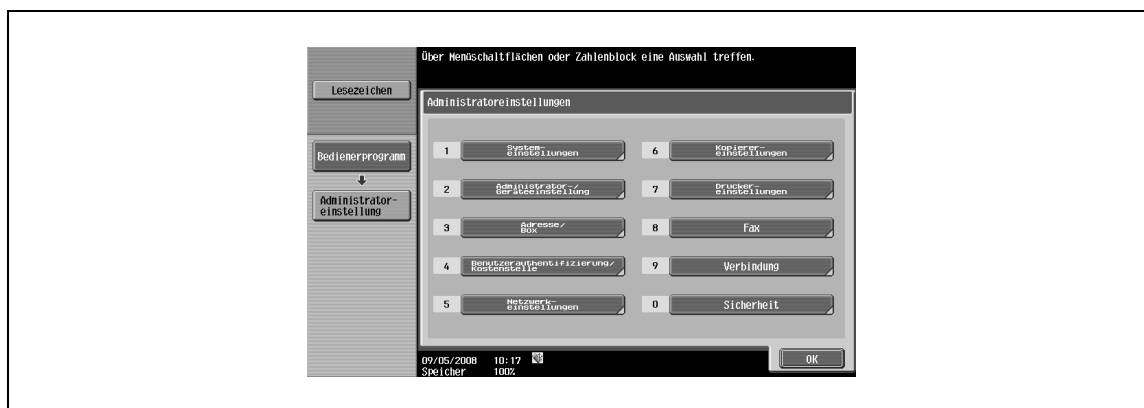 Über Menüschaltflächen oder Zahlenblock eine Auswahl treffen.
Lesezeichen
Bedienerprogramm
Administrator-
einstellung
Administratoreinstellungen
1 System-
einstellungen
2 Administrator-/
Geräteeinstellung
3 Adresse/
Box
4 Benutzerauthentifizierung/
Kostenstelle
5 Netzwerk-
einstellungen
6 Kopierer-
einstellungen
7 Drucker-
einstellungen
8 Fax
9 Verbindung
0 Sicherheit
09/05/2008 10:17
Speicher 100%
OK